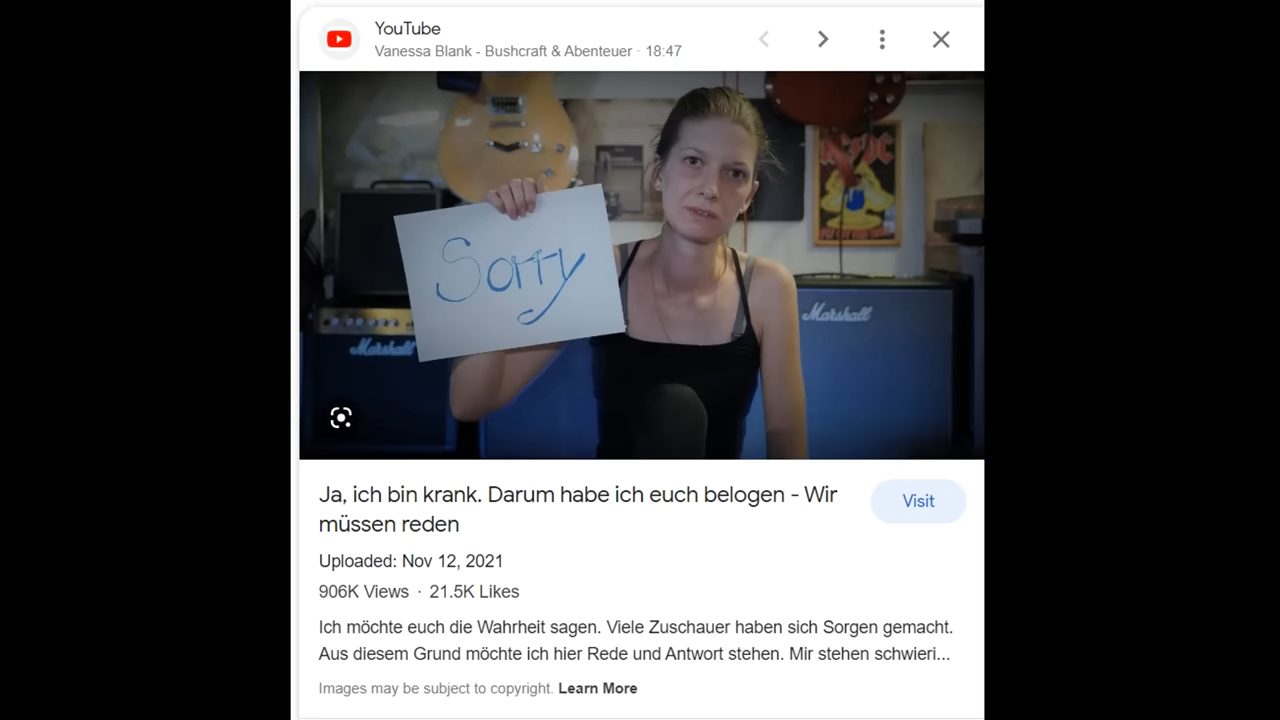 YouTube
Vanessa Blank - Bushcraft & Abenteuer · 18:47
AC/DC
Sorry
Marshall
Marshall
Ja, ich bin krank. Darum habe ich euch belogen - Wir
müssen reden
Visit
Uploaded: Nov 12, 2021
906K Views · 21.5K Likes
Ich möchte euch die Wahrheit sagen. Viele Zuschauer haben sich Sorgen gemacht.
Aus diesem Grund möchte ich hier Rede und Antwort stehen. Mir stehen schwieri...
Images may be subject to copyright. Learn More